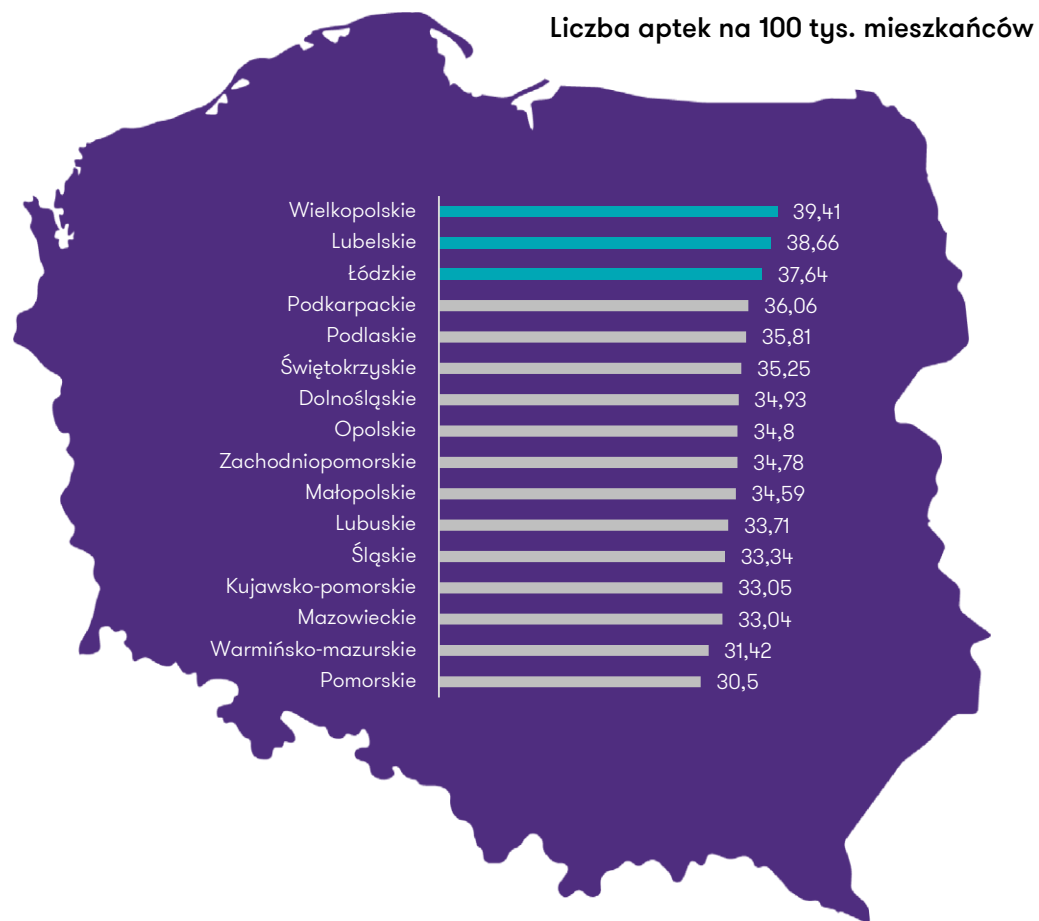 Liczba aptek na 100 tys. mieszkańców
Wielkopolskie 39,41
Lubelskie 38,66
Łódzkie 37,64
Podkarpackie 36,06
Podlaskie 35,81
Świętokrzyskie 35,25
Dolnośląskie 34,93
Opolskie 34,8
Zachodniopomorskie 34,78
Małopolskie 34,59
Lubuskie 33,71
Śląskie 33,34
Kujawsko-pomorskie 33,05
Mazowieckie 33,04
Warmińsko-mazurskie 31,42
Pomorskie 30,5